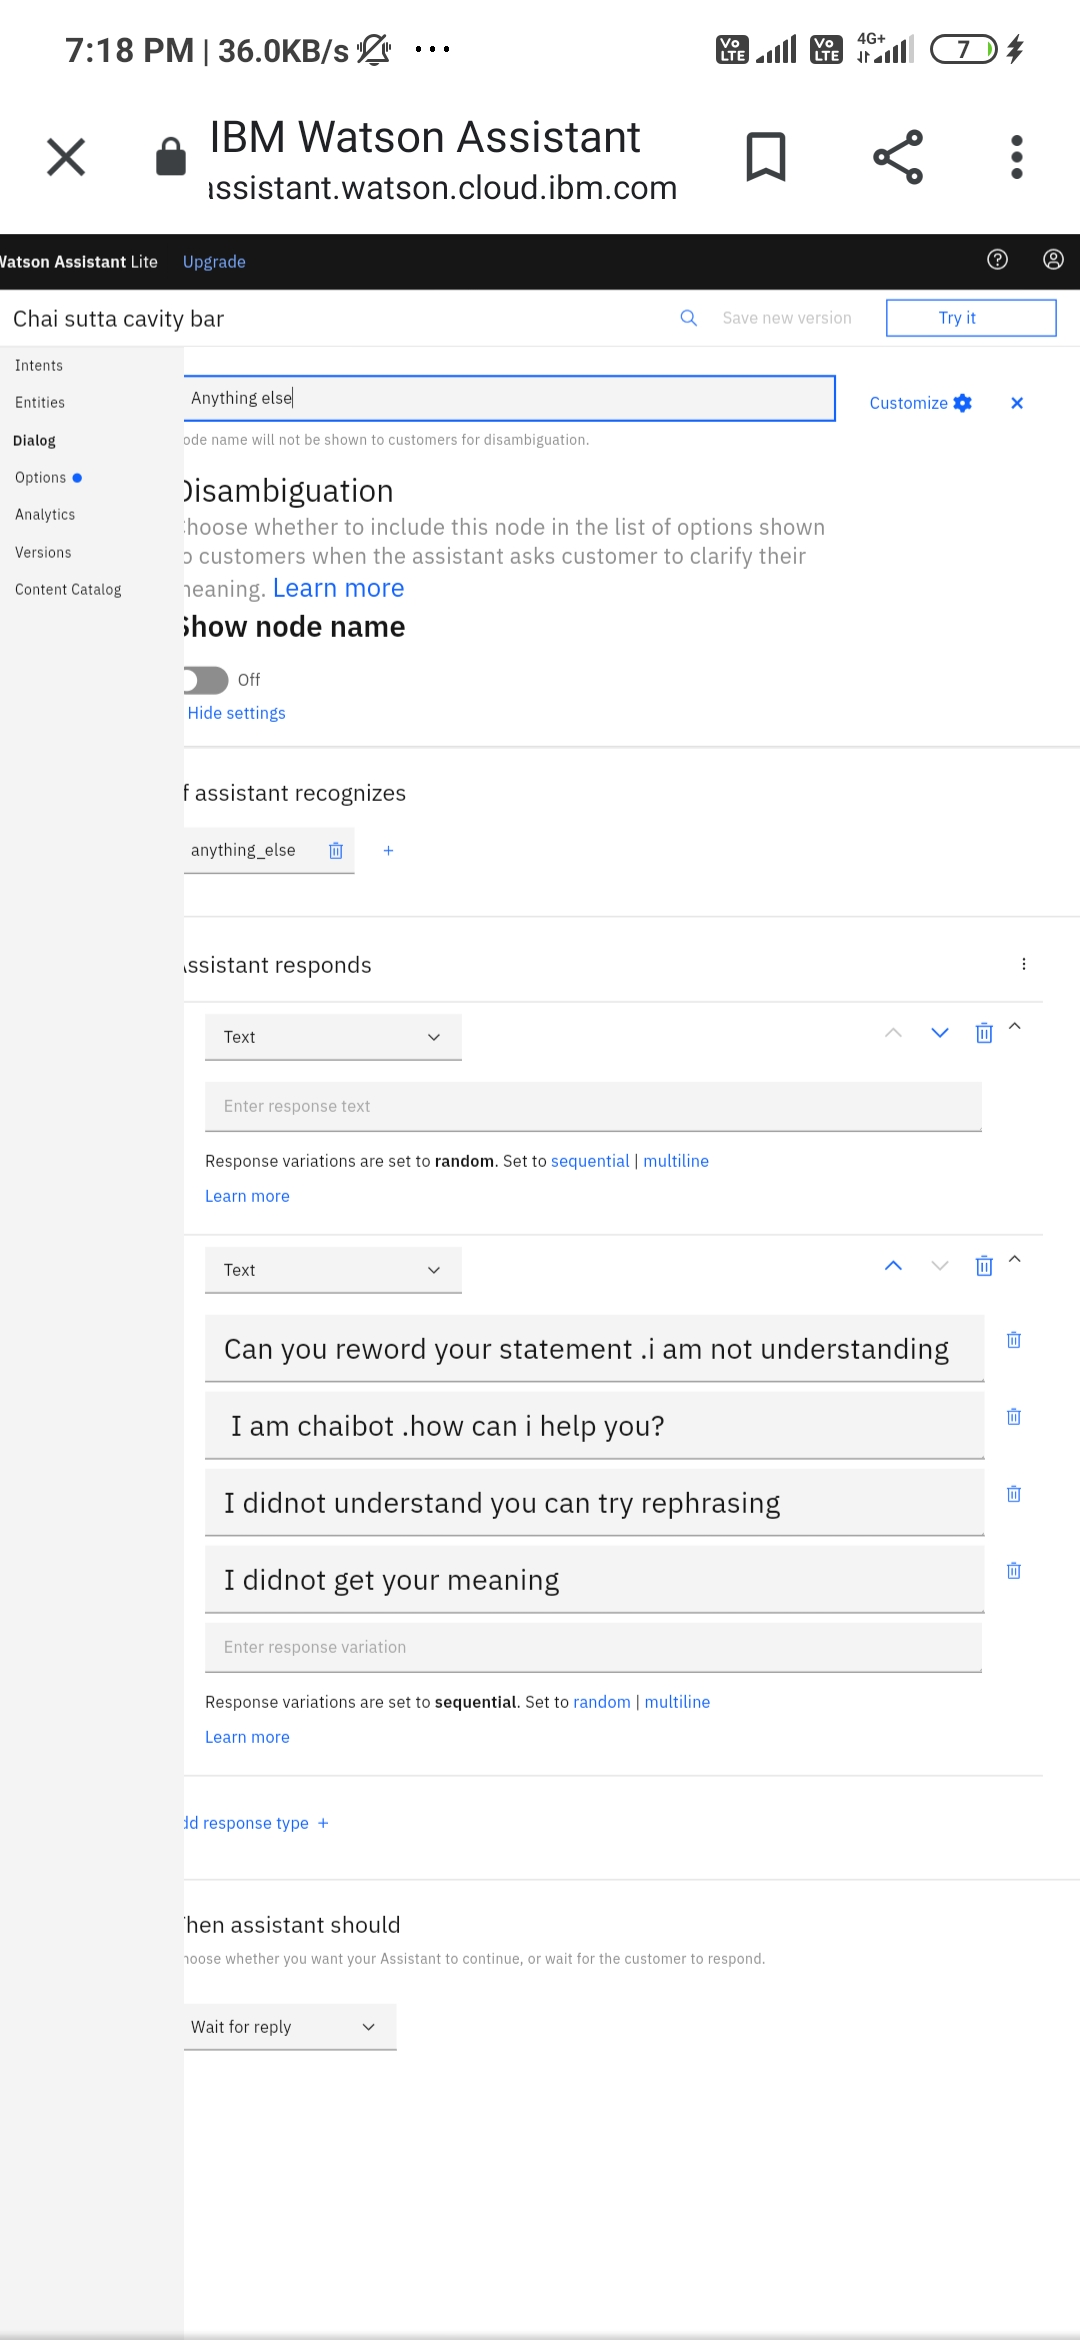 7:18 PM | 36.0KB/s ... Vo LTE Vo LTE 4G+ 7
IBM Watson Assistant
assistant.watson.cloud.ibm.com
Watson Assistant Lite Upgrade
Chai sutta cavity bar Save new version Try it
Intents
Entities
Dialog
Options
Analytics
Versions
Content Catalog
Anything else
Customize
ode name will not be shown to customers for disambiguation.
Disambiguation
hoose whether to include this node in the list of options shown
o customers when the assistant asks customer to clarify their
meaning. Learn more
Show node name
Off
Hide settings
f assistant recognizes
anything_else +
Assistant responds
Text
Enter response text
Response variations are set to random. Set to sequential | multiline
Learn more
Text
Can you reword your statement .i am not understanding
I am chaibot .how can i help you?
I didnot understand you can try rephrasing
I didnot get your meaning
Enter response variation
Response variations are set to sequential. Set to random | multiline
Learn more
dd response type +
Then assistant should
hoose whether you want your Assistant to continue, or wait for the customer to respond.
Wait for reply